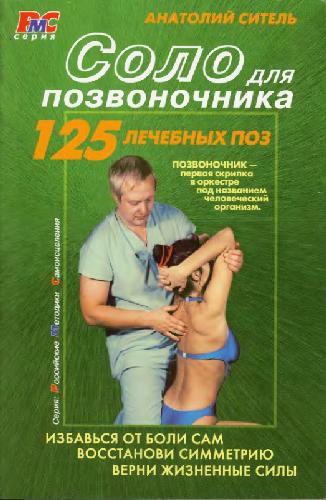 РМС
серия
АНАТОЛИЙ СИТЕЛЬ
Соло для
позвоночника
125 ЛЕЧЕБНЫХ ПОЗ
ПОЗВОНОЧНИК —
первая скрипка
в оркестре
под названием
человеческий
организм.
Серия: Российские Методики Самоисцеления
ИЗБАВЬСЯ ОТ БОЛИ САМ
ВОССТАНОВИ СИММЕТРИЮ
ВЕРНИ ЖИЗНЕННЫЕ СИЛЫ